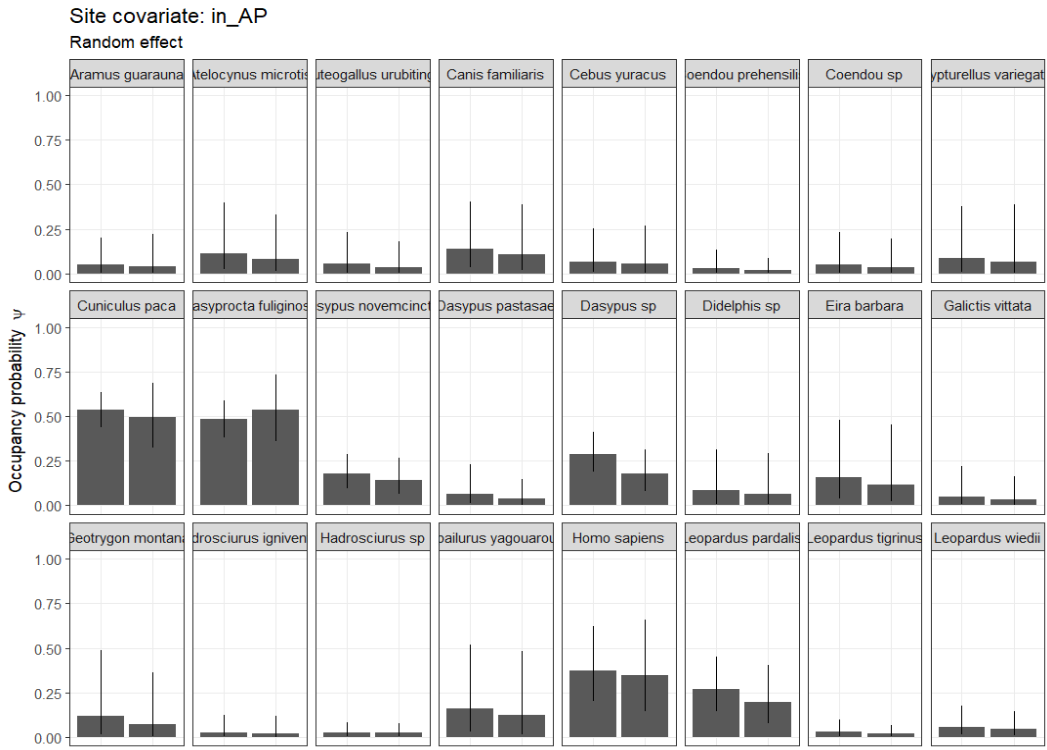 Site covariate: in_AP
Random effect
Aramus guarauna
Atelocynus microtis
uteogallus urubiting
Canis familiaris
Cebus yuracus
oendou prehensilis
Coendou sp
ypturellus variegat
1.00
0.75
0.50
0.25
0.00
Cuniculus paca
asyprocta fuliginos
sypus novemcinct
Dasypus pastasae
Dasypus sp
Didelphis sp
Eira barbara
Galictis vittata
1.00
0.75
0.50
0.25
0.00
Geotrygon montana
drosciurus igniven
Hadrosciurus sp
pailurus yagouarou
Homo sapiens
Leopardus pardalis
Leopardus tigrinus
Leopardus wiedii
1.00
0.75
0.50
0.25
0.00
Occupancy probability ψ